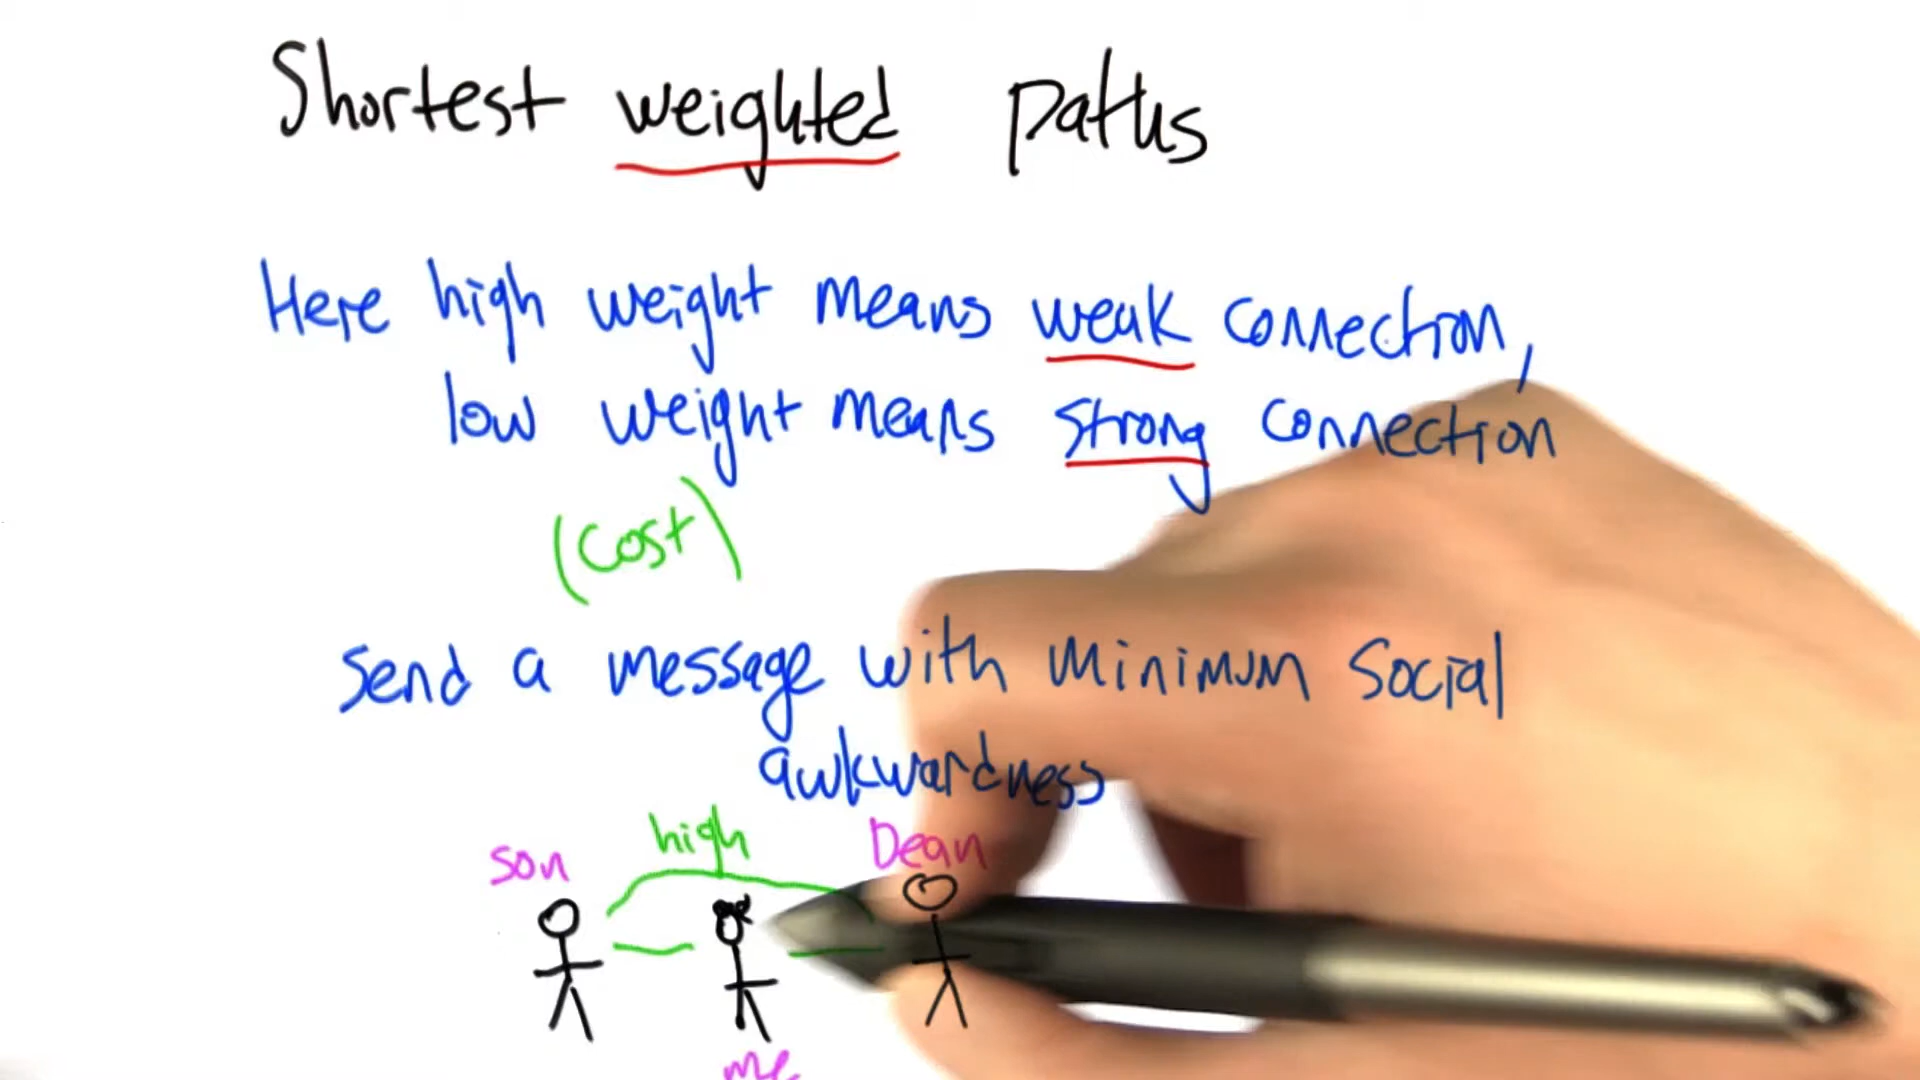 Shortest weighted paths
Here high weight means weak connection,
low weight means strong connection
(cost)
Send a message with minimum social
awkwardness
high
son
Dean
me